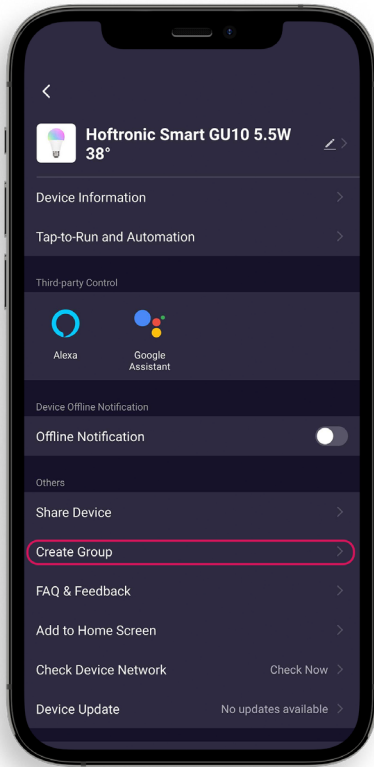 Hoftronic Smart GU10 5.5W
38°
Device Information
Tap-to-Run and Automation
Third-party Control
Alexa
Google
Assistant
Device Offline Notification
Offline Notification
Others
Share Device
Create Group
FAQ & Feedback
Add to Home Screen
Check Device Network Check Now
Device Update No updates available